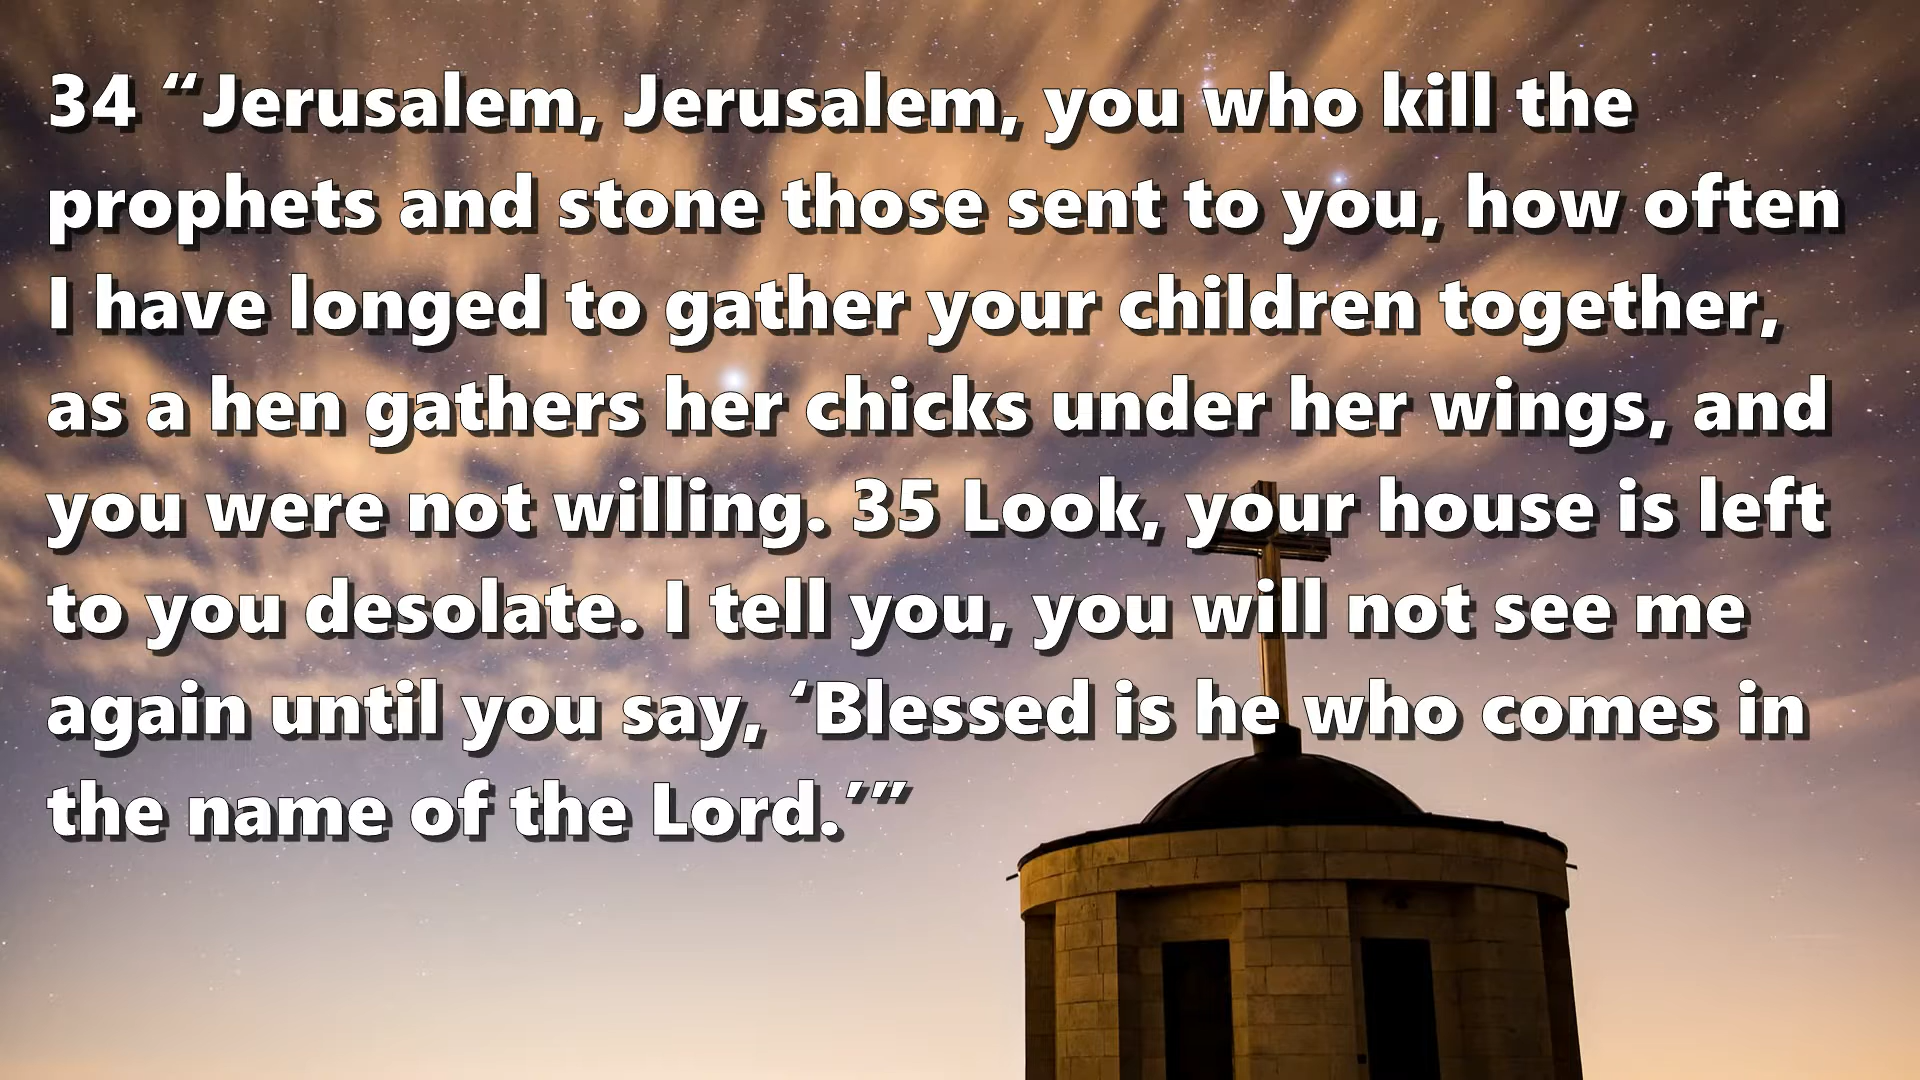 34 “Jerusalem, Jerusalem, you who kill the
prophets and stone those sent to you, how often
I have longed to gather your children together,
as a hen gathers her chicks under her wings, and
you were not willing. 35 Look, your house is left
to you desolate. I tell you, you will not see me
again until you say, ‘Blessed is he who comes in
the name of the Lord.’”